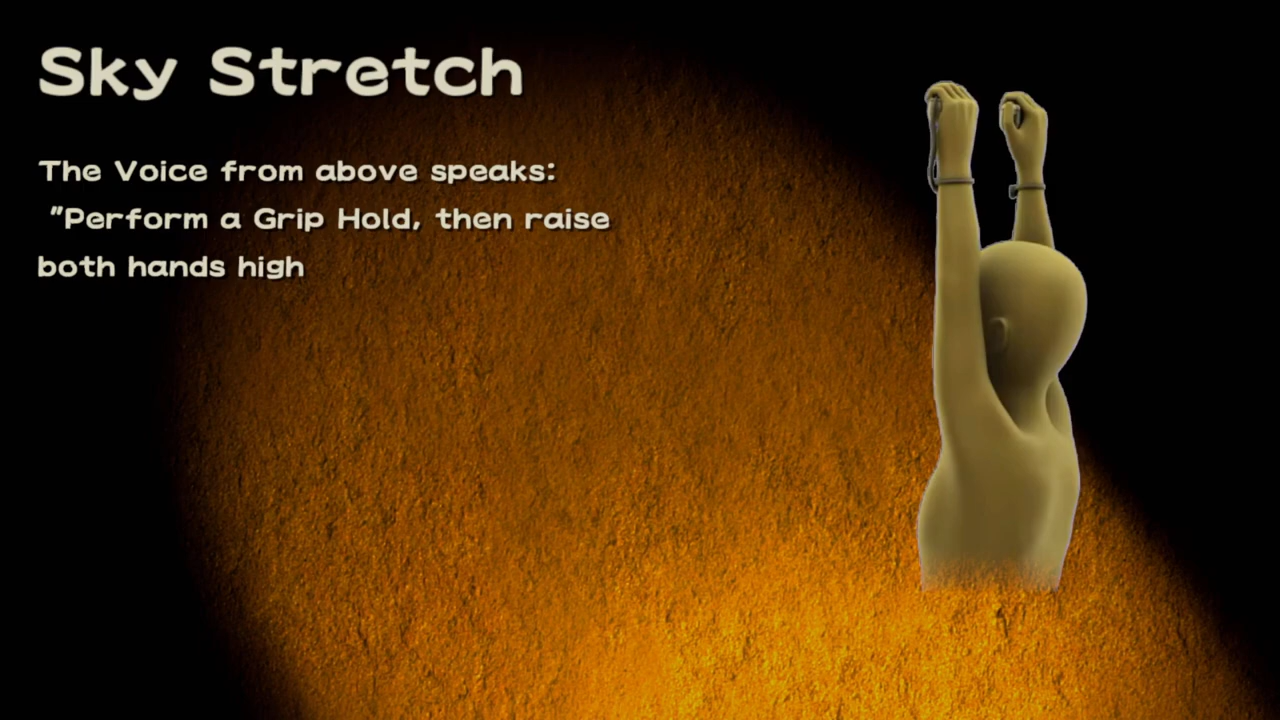 Sky Stretch
The Voice from above speaks:
"Perform a Grip Hold, then raise
both hands high